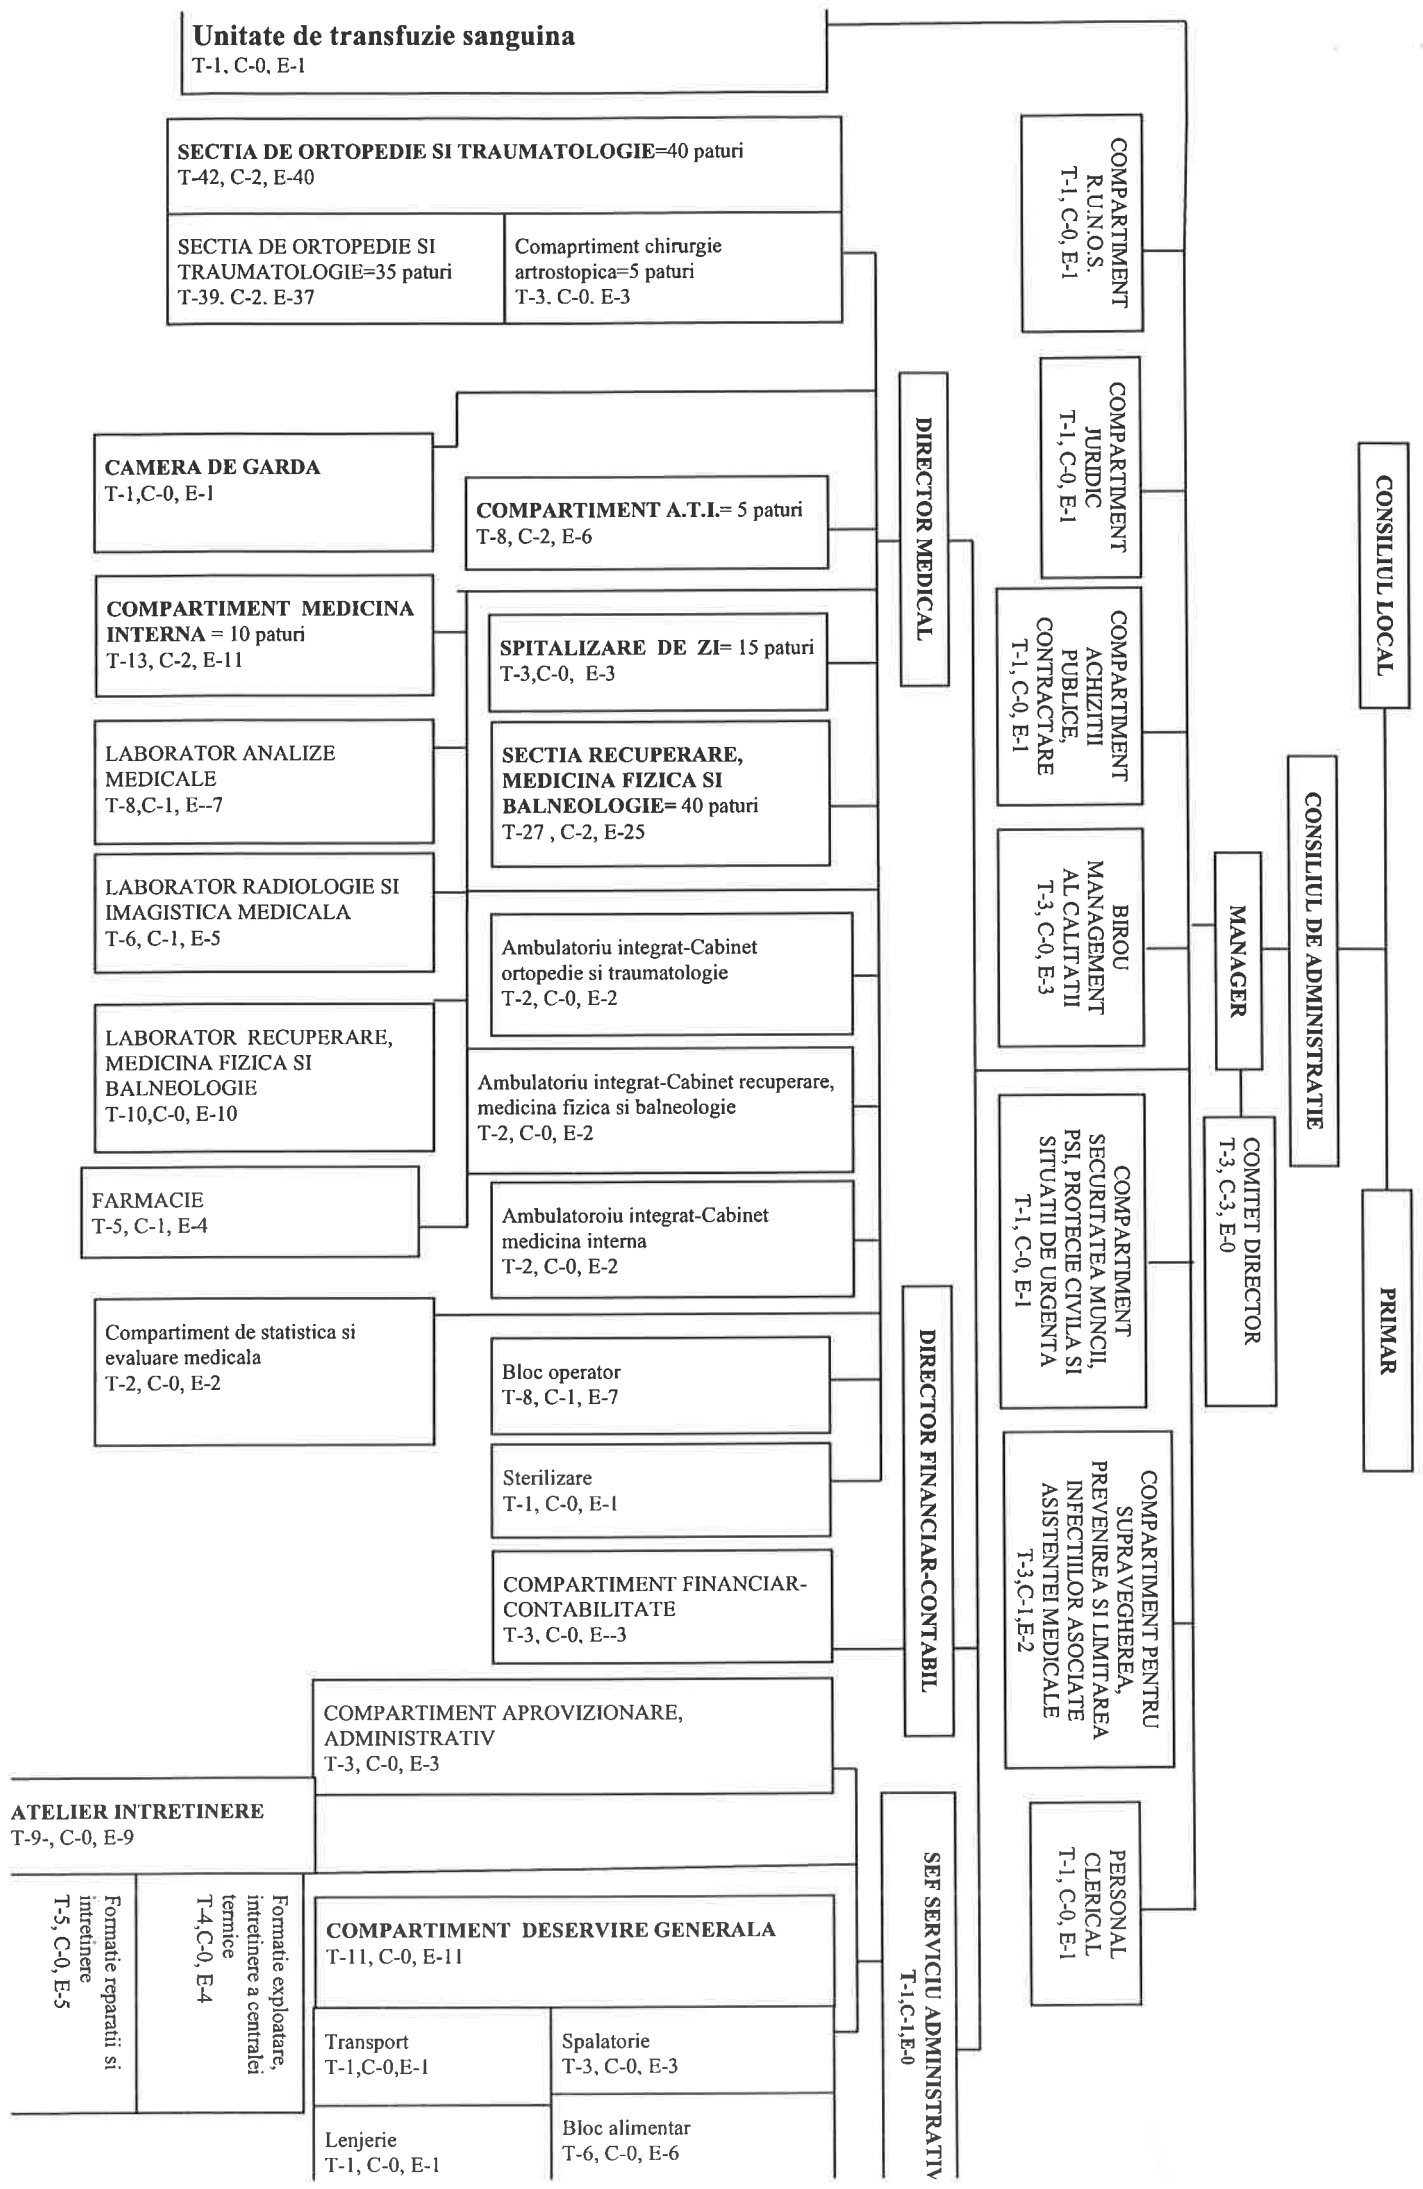 Unitate de transfuzie sanguina
T-1, C-0, E-1
SECTIA DE ORTOPEDIE SI TRAUMATOLOGIE=40 paturi
T-42, C-2, E-40
SECTIA DE ORTOPEDIE SI
TRAUMATOLOGIE=35 paturi
T-39. C-2. E-37
Comaprtiment chirurgie
artrostopica=5 paturi
T-3. C-0. E-3
CAMERA DE GARDA
T-1,C-0, E-1
COMPARTIMENT A.T.I.= 5 paturi
T-8, C-2, E-6
COMPARTIMENT MEDICINA
INTERNA = 10 paturi
T-13, C-2, E-11
SPITALIZARE DE ZI= 15 paturi
T-3,C-0, E-3
LABORATOR ANALIZE
MEDICALE
T-8,C-1, E--7
SECTIA RECUPERARE,
MEDICINA FIZICA SI
BALNEOLOGIE= 40 paturi
T-27 , C-2, E-25
LABORATOR RADIOLOGIE SI
IMAGISTICA MEDICALA
T-6, C-1, E-5
Ambulatoriu integrat-Cabinet
ortopedie si traumatologie
T-2, C-0, E-2
LABORATOR RECUPERARE,
MEDICINA FIZICA SI
BALNEOLOGIE
T-10,C-0, E-10
Ambulatoriu integrat-Cabinet recuperare,
medicina fizica si balneologie
T-2, C-0, E-2
FARMACIE
T-5, C-1, E-4
Ambulatoroiu integrat-Cabinet
medicina interna
T-2, C-0, E-2
Compartiment de statistica si
evaluare medicala
T-2, C-0, E-2
Bloc operator
T-8, C-1, E-7
Sterilizare
T-1, C-0, E-1
COMPARTIMENT FINANCIAR-
CONTABILITATE
T-3, C-0, E--3
COMPARTIMENT APROVIZIONARE,
ADMINISTRATIV
T-3, C-0, E-3
ATELIER INTRETINERE
T-9-, C-0, E-9
Formatie exploatare,
intretinere a centralei
termice
T-4,C-0, E-4
Formatie reparatii si
intretinere
T-5, C-0, E-5
COMPARTIMENT DESERVIRE GENERALA
T-11, C-0, E-11
Transport
T-1,C-0,E-1
Spalatorie
T-3, C-0, E-3
Lenjerie
T-1, C-0, E-1
Bloc alimentar
T-6, C-0, E-6
DIRECTOR MEDICAL
DIRECTOR FINANCIAR-CONTABIL
SEF SERVICIU ADMINISTRATIV
T-1,C-1,E-0
COMPARTIMENT
R.U.N.O.S.
T-1, C-0, E-1
COMPARTIMENT
JURIDIC
T-1, C-0, E-1
COMPARTIMENT
ACHIZITII
PUBLICE,
CONTRACTARE
T-1, C-0, E-1
BIROU
MANAGEMENT
AL CALITATII
T-3, C-0, E-3
COMPARTIMENT
SECURITATEA MUNCII,
PSI, PROTECIE CIVILA SI
SITUATII DE URGENTA
T-1, C-0, E-1
COMPARTIMENT PENTRU
SUPRAVEGHEREA,
PREVENIREA SI LIMITAREA
INFECTIILOR ASOCIATE
ASISTENTEI MEDICALE
T-3,C-1,E-2
PERSONAL
CLERICAL
T-1, C-0, E-1
MANAGER
COMITET DIRECTOR
T-3, C-3, E-0
CONSILIUL DE ADMINISTRATIE
CONSILIUL LOCAL
PRIMAR